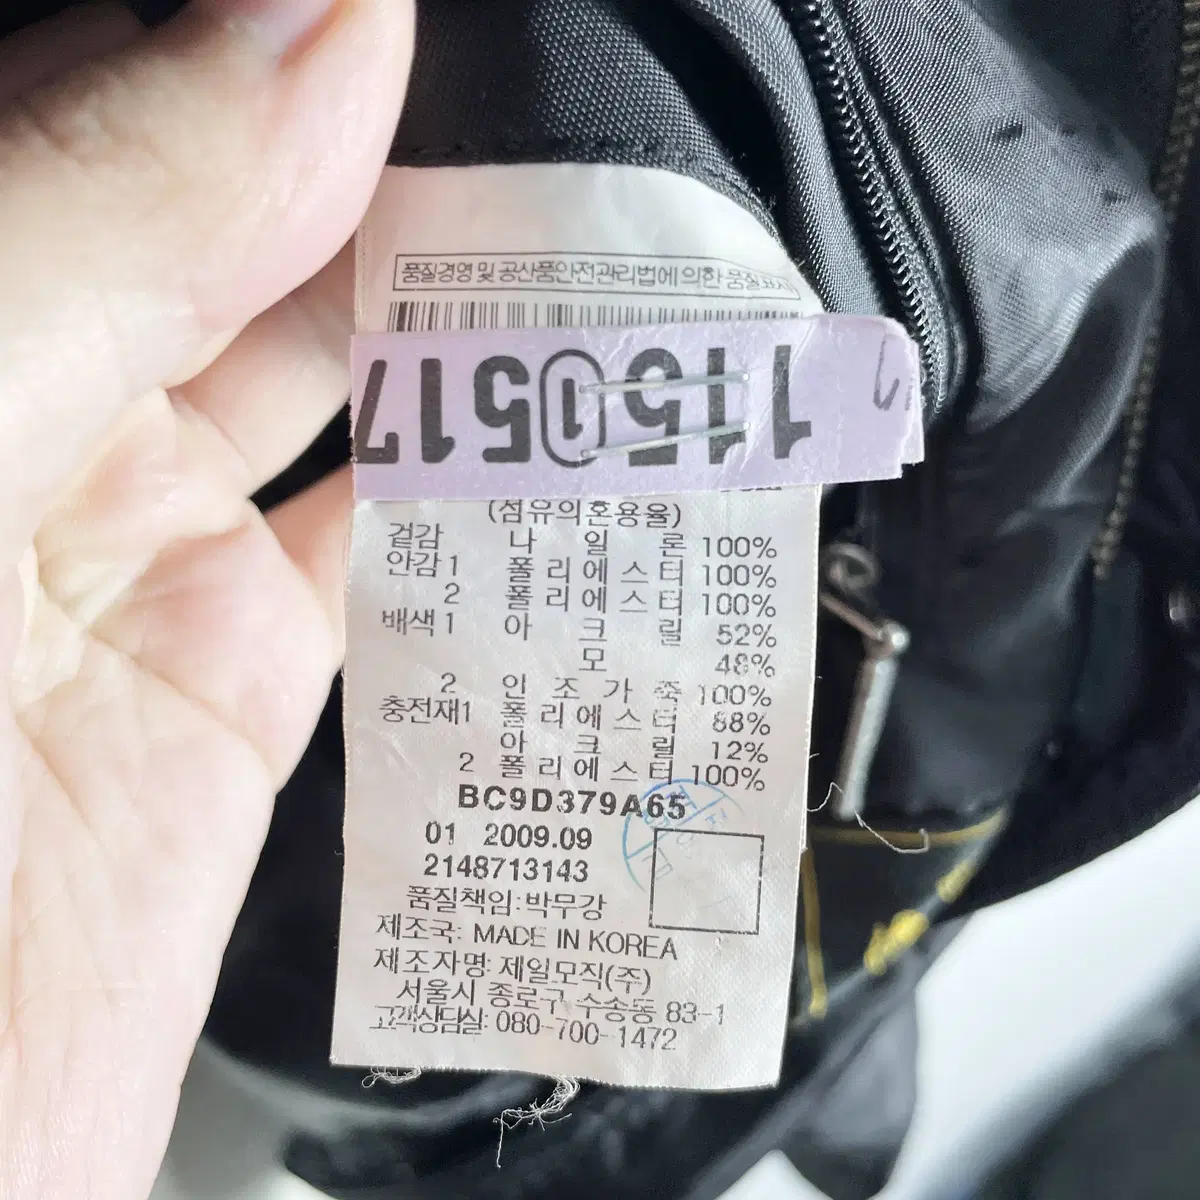 품질경영 및 공산품안전관리법에 의한 품질표시
115 1 517
(섬유의혼용율)
겉감 나일론 100%
안감1 폴리에스터 100%
2 폴리에스터 100%
배색1 아크릴 52%
모 48%
2 인조가죽 100%
충전재1 폴리에스터 88%
아크릴 12%
2 폴리에스터 100%
BC9D379A65
01 2009.09
2148713143
품질책임:박무강
제조국: MADE IN KOREA
제조자명: 제일모직(주)
서울시 종로구 수송동 83-1
고객상담실: 080-700-1472